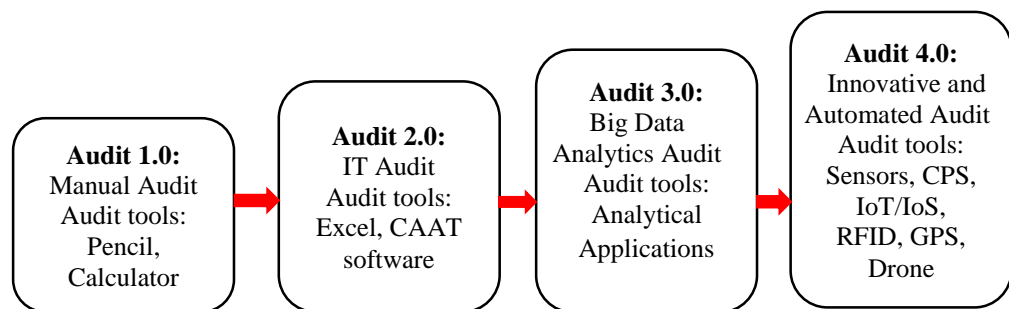 Audit 1.0:
Manual Audit
Audit tools:
Pencil,
Calculator
Audit 2.0:
IT Audit
Audit tools:
Excel, CAAT
software
Audit 3.0:
Big Data
Analytics Audit
Audit tools:
Analytical
Applications
Audit 4.0:
Innovative and
Automated Audit
Audit tools:
Sensors, CPS,
IoT/IoS,
RFID, GPS,
Drone